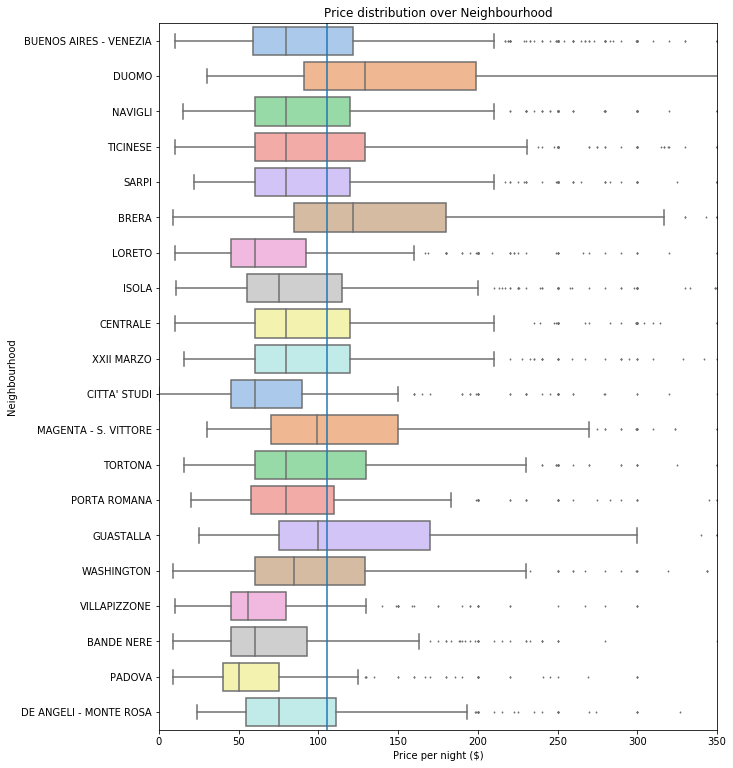 Price distribution over Neighbourhood
BUENOS AIRES - VENEZIA
DUOMO
NAVIGLI
TICINESE
SARPI
BRERA
LORETO
ISOLA
CENTRALE
XXII MARZO
CITTA' STUDI
MAGENTA - S. VITTORE
TORTONA
PORTA ROMANA
GUASTALLA
WASHINGTON
VILLAPIZZONE
BANDE NERE
PADOVA
DE ANGELI - MONTE ROSA
Neighbourhood
0 50 100 150 200 250 300 350
Price per night ($)